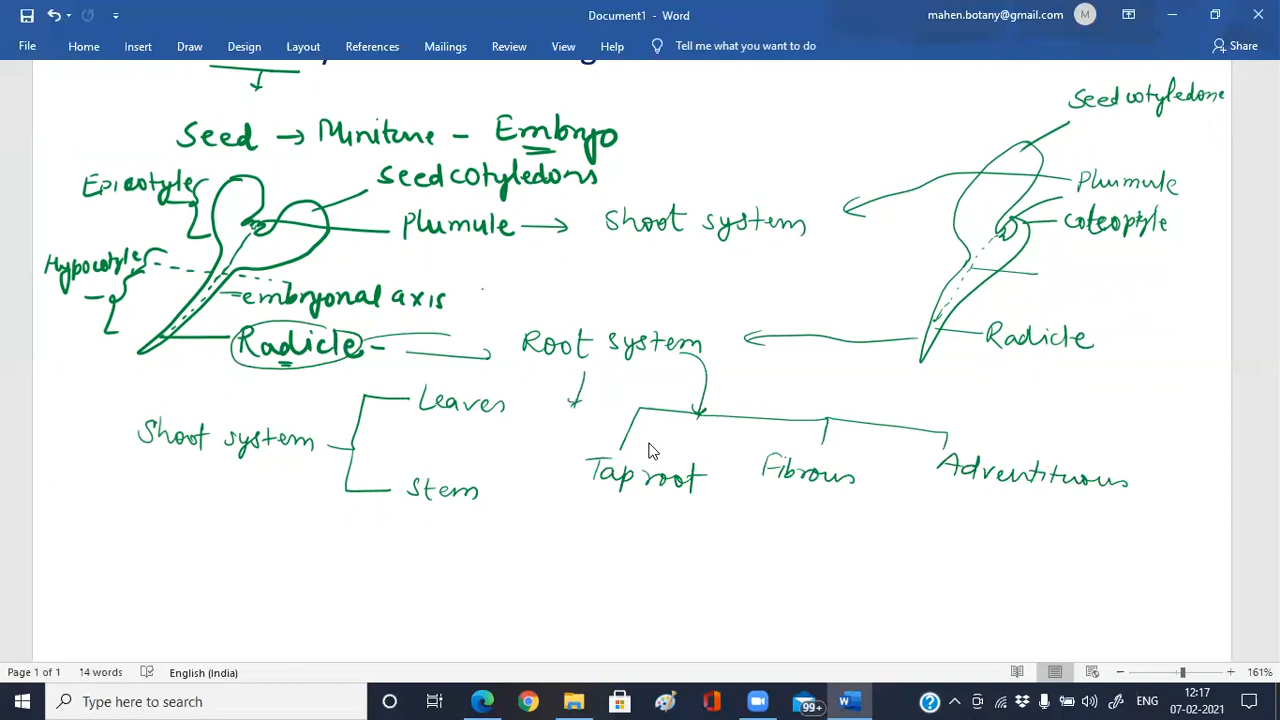 Document1 - Word
mahen.botany@gmail.com
M
File Home Insert Draw Design Layout References Mailings Review View Help Tell me what you want to do Share
Seed cotyledone
Seed → Miniture - Embryo
Epicotyle
Seed cotyledons
Plumule
Plumule → Shoot system
Coteoptyle
Hypocotyle
embryonal axis
Radicle - Root system
Radicle
Leaves
Shoot system
Tap root Fibrous Adventituous
Stem
Page 1 of 1 14 words English (India) 161%
Type here to search
99+
ENG
12:17
07-02-2021